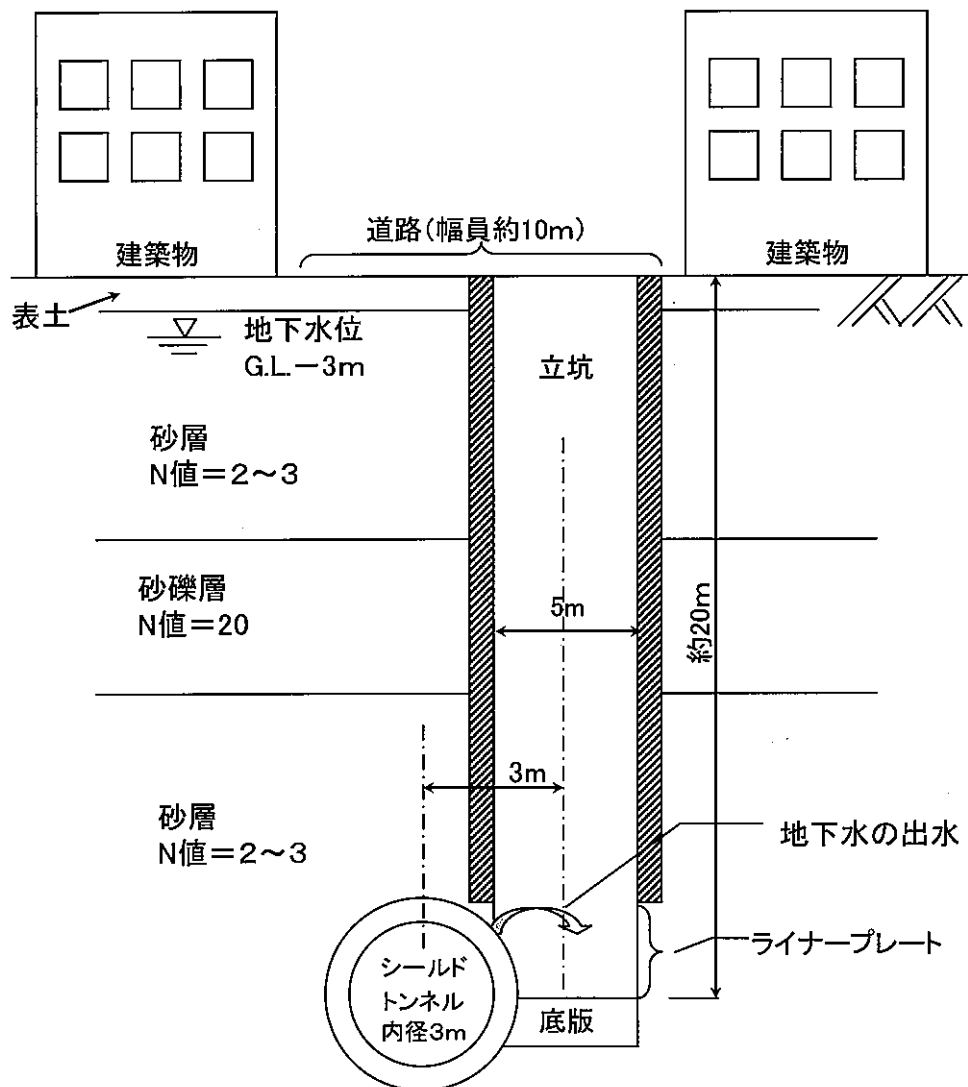 建築物
道路(幅員約10m)
建築物
表土
地下水位
G.L.－3m
立坑
砂層
N値＝2～3
砂礫層
N値＝20
5m
約20m
3m
砂層
N値＝2～3
地下水の出水
ライナープレート
シールド
トンネル
内径3m
底版